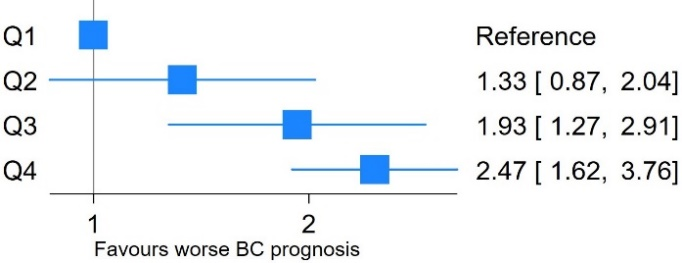 Q1 Reference
Q2 1.33 [ 0.87, 2.04]
Q3 1.93 [ 1.27, 2.91]
Q4 2.47 [ 1.62, 3.76]
1 2
Favours worse BC prognosis